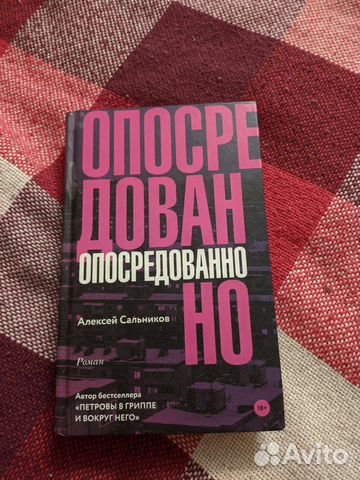 ОПОСРЕ
ДОВАН
ОПОСРЕДОВАННО
НО
Алексей Сальников
Роман
Автор бестселлера
«ПЕТРОВЫ В ГРИППЕ
И ВОКРУГ НЕГО»
18+
Avito